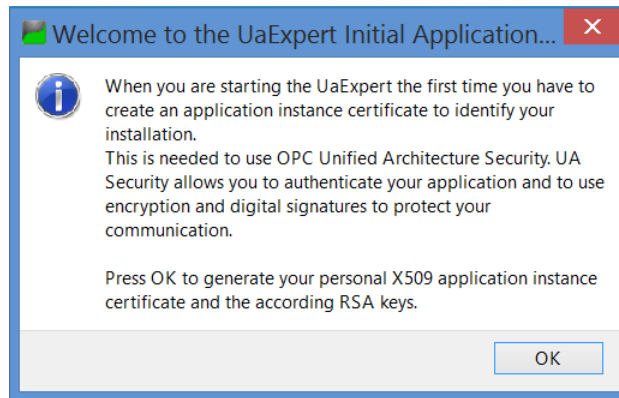 Welcome to the UaExpert Initial Application...
When you are starting the UaExpert the first time you have to
create an application instance certificate to identify your
installation.
This is needed to use OPC Unified Architecture Security. UA
Security allows you to authenticate your application and to use
encryption and digital signatures to protect your
communication.
Press OK to generate your personal X509 application instance
certificate and the according RSA keys.
OK